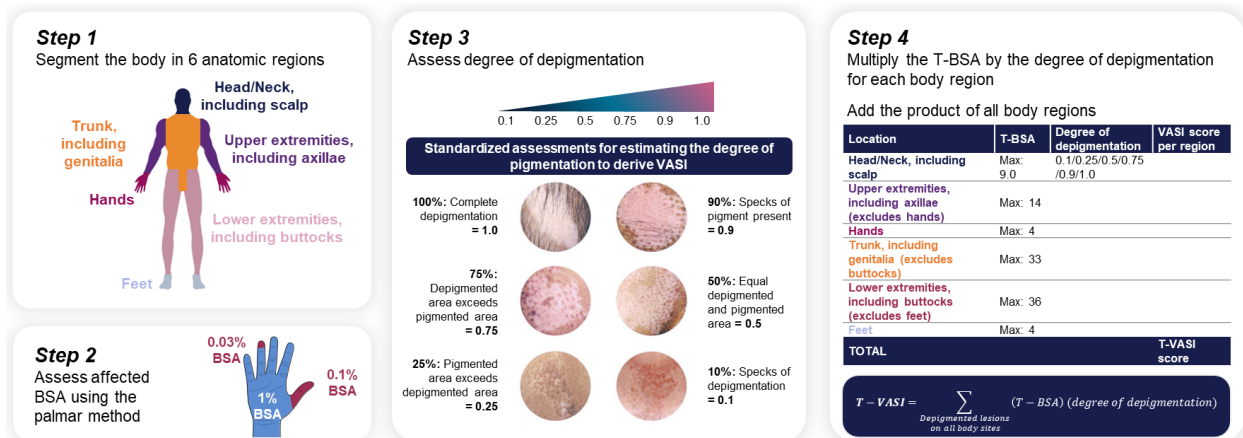 Step 1
Segment the body in 6 anatomic regions
Head/Neck,
including scalp
Trunk,
including
genitalia
Upper extremities,
including axillae
Hands
Lower extremities,
including buttocks
Feet
Step 2
Assess affected
BSA using the
palmar method
0.03%
BSA
0.1%
BSA
1%
BSA
Step 3
Assess degree of depigmentation
0.1 0.25 0.5 0.75 0.9 1.0
Standardized assessments for estimating the degree of
pigmentation to derive VASI
100%: Complete
depigmentation
= 1.0
90%: Specks of
pigment present
= 0.9
75%:
Depigmented
area exceeds
pigmented area
= 0.75
50%: Equal
depigmented
and pigmented
area = 0.5
25%: Pigmented
area exceeds
depigmented area
= 0.25
10%: Specks of
depigmentation
= 0.1
Step 4
Multiply the T-BSA by the degree of depigmentation
for each body region
Add the product of all body regions
Location T-BSA Degree of depigmentation VASI score per region
Head/Neck, including scalp Max: 9.0 0.1/0.25/0.5/0.75/0.9/1.0
Upper extremities,
including axillae Max: 14
(excludes hands)
Hands Max: 4
Trunk, including
genitalia (excludes Max: 33
buttocks)
Lower extremities,
including buttocks Max: 36
(excludes feet)
Feet Max: 4
TOTAL T-VASI score
T − VASI = ∑ (T − BSA) (degree of depigmentation)
Depigmented lesions
on all body sites